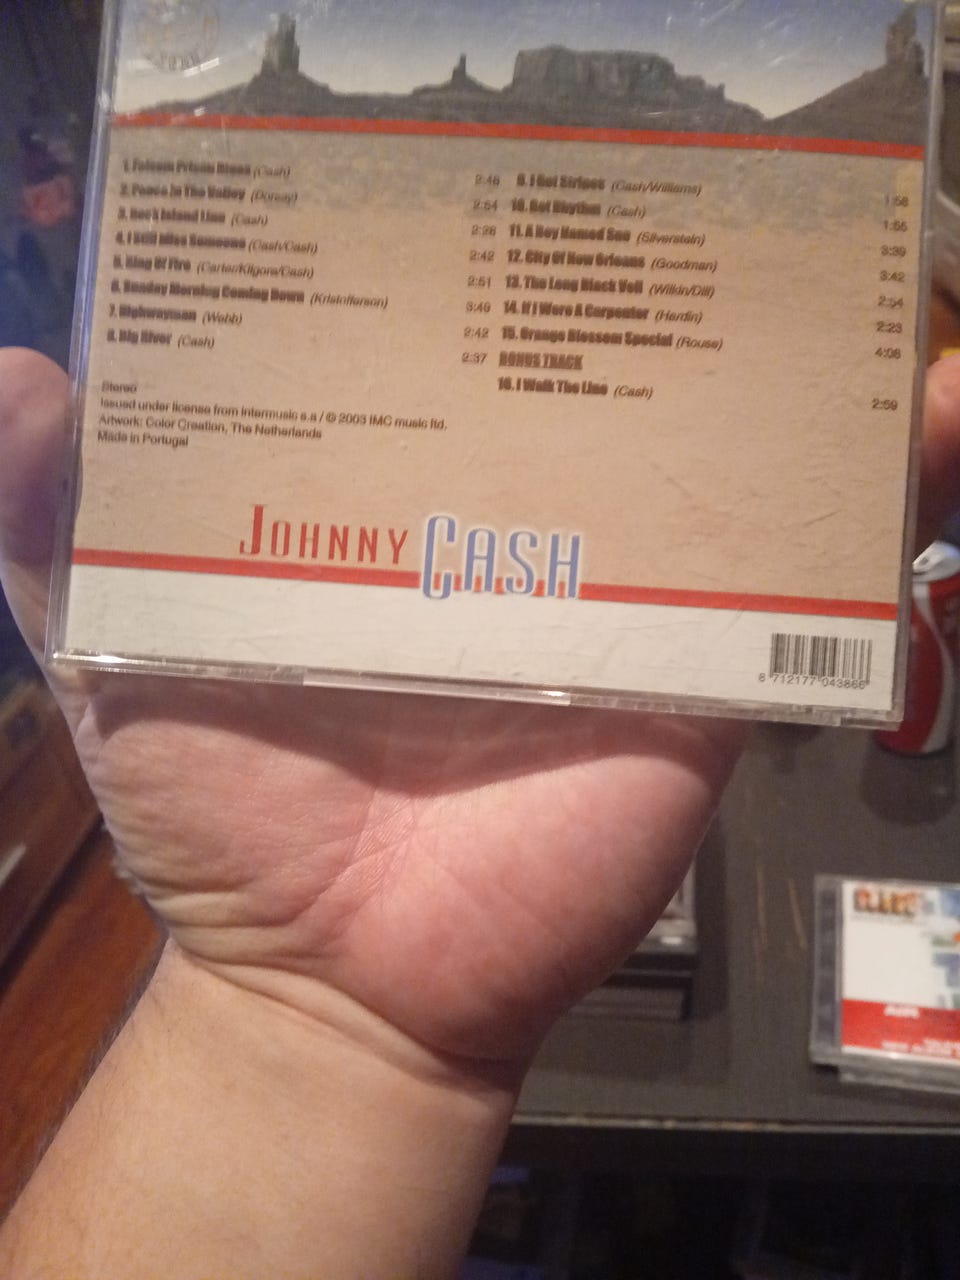 1. Folsom Prison Blues (Cash) 2:46
2. Peace In The Valley (Dorsey) 2:54
3. Rock Island Line (Cash) 2:28
4. I Still Miss Someone (Cash/Cash) 2:42
5. Ring Of Fire (Carter/Kilgore/Cash) 2:51
6. Sunday Morning Coming Down (Kristofferson) 3:49
7. Highwayman (Webb) 2:42
8. Big River (Cash) 2:37
9. I Got Stripes (Cash/Williams) 1:58
10. Get Rhythm (Cash) 1:55
11. A Boy Named Sue (Silverstein) 3:39
12. City Of New Orleans (Goodman) 3:42
13. The Long Black Veil (Wilkin/Dill) 2:54
14. If I Were A Carpenter (Hardin) 2:23
15. Orange Blossom Special (Rouse) 4:06
BONUS TRACK
16. I Walk The Line (Cash) 2:59
Stereo
Issued under license from Intermusic s.a / © 2003 IMC music ltd.
Artwork: Color Creation, The Netherlands
Made in Portugal
JOHNNY CASH
8 712177 043866